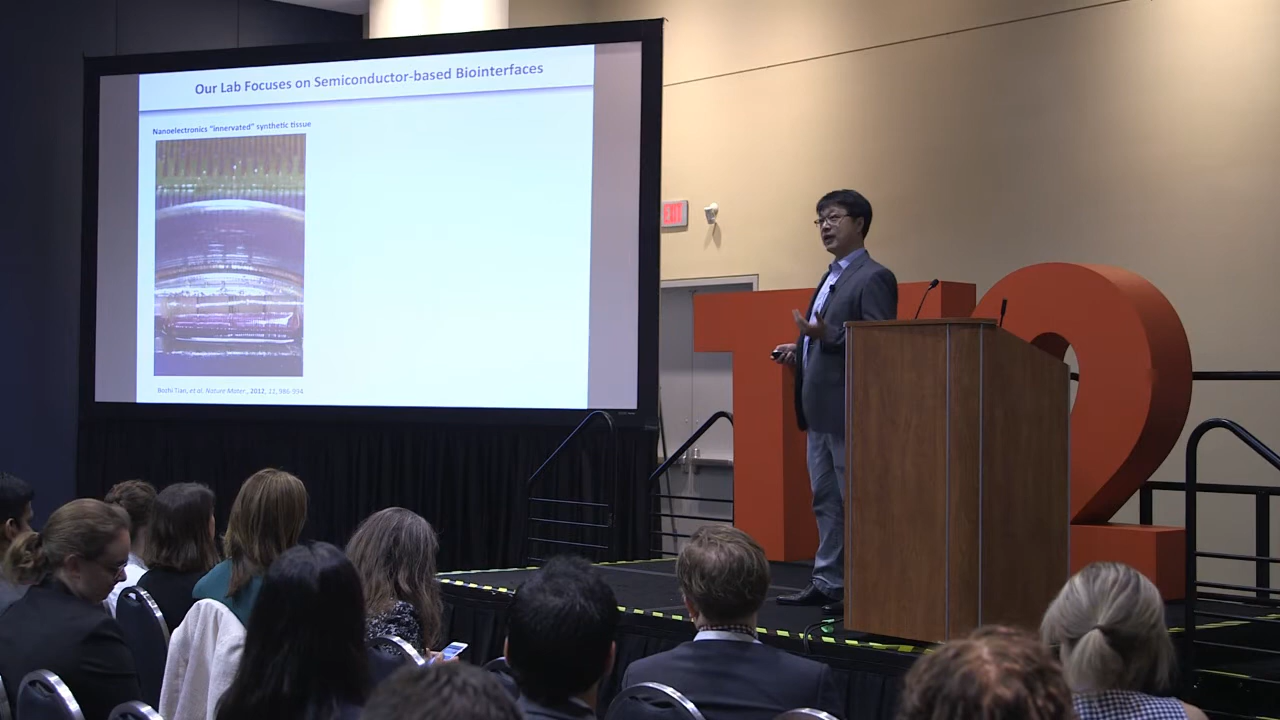 Our Lab Focuses on Semiconductor-based Biointerfaces
Nanoelectronics "innervated" synthetic tissue
Bozhi Tian, et al. Nature Mater., 2012, 11, 986-994
EXIT